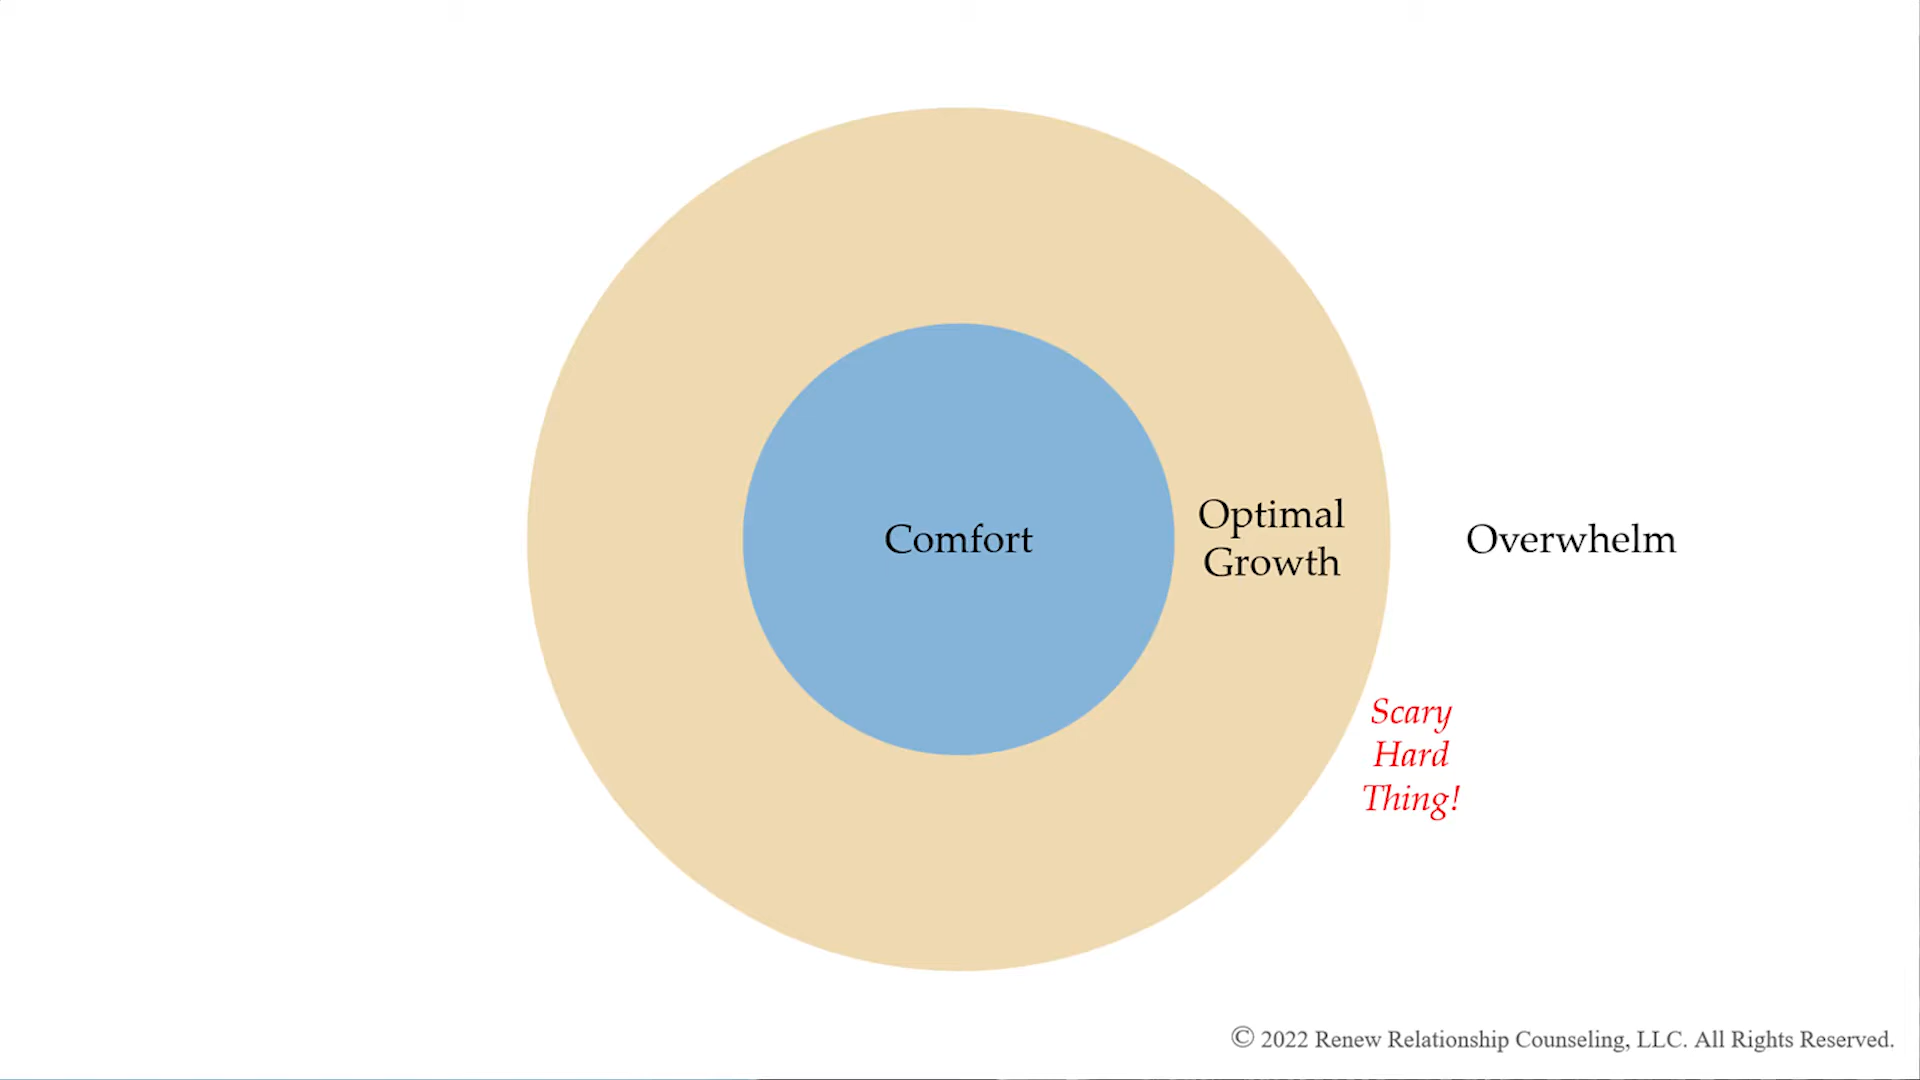 Comfort
Optimal
Growth
Overwhelm
Scary
Hard
Thing!
© 2022 Renew Relationship Counseling, LLC. All Rights Reserved.